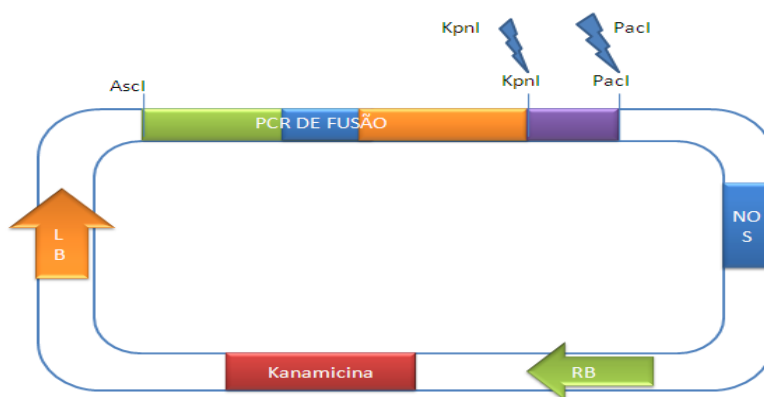 KpnI PacI
KpnI PacI
AscI
PCR DE FUSÃO
L
B
NO
S
Kanamicina
RB